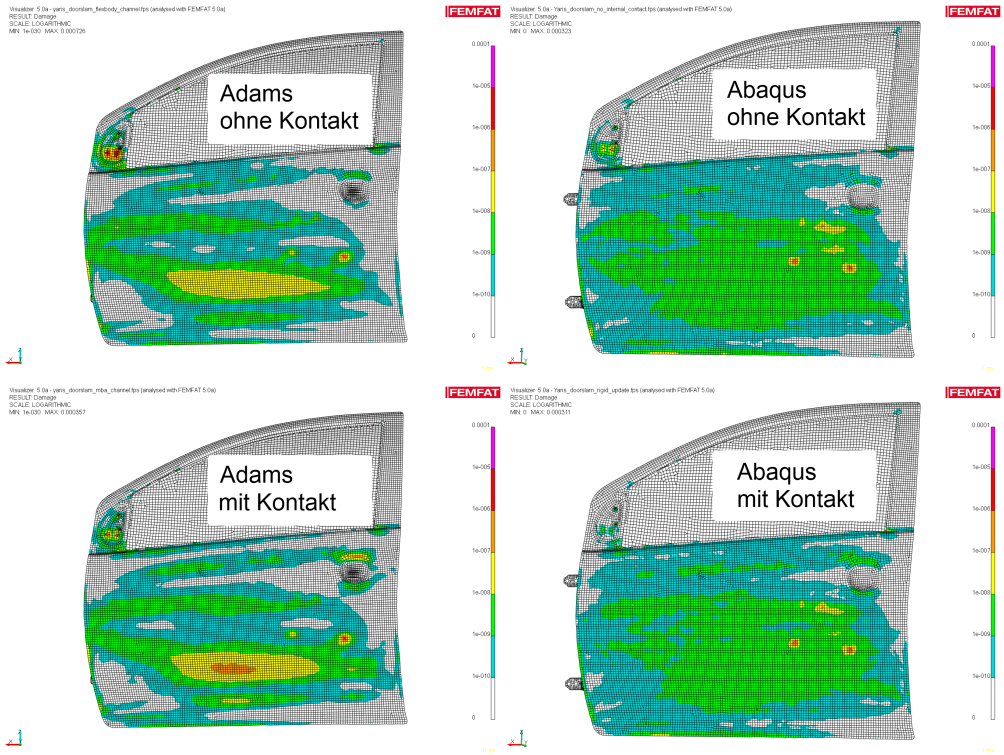 Visualizer 5.0a - yaris_doorslam_flexbody_channel.fps (analysed with FEMFAT 5.0a)
RESULT: Damage
SCALE: LOGARITHMIC
MIN: 1e-030 MAX: 0.000726
FEMFAT
Adams
ohne Kontakt
0.0001
1e-005
1e-006
1e-007
1e-008
1e-009
1e-010
0
Visualizer 5.0a - Yaris_doorslam_no_internal_contact.fps (analysed with FEMFAT 5.0a)
RESULT: Damage
SCALE: LOGARITHMIC
MIN: 0 MAX: 0.000323
FEMFAT
Abaqus
ohne Kontakt
0.0001
1e-005
1e-006
1e-007
1e-008
1e-009
1e-010
0
Visualizer 5.0a - yaris_doorslam_mba_channel.fps (analysed with FEMFAT 5.0a)
RESULT: Damage
SCALE: LOGARITHMIC
MIN: 1e-030 MAX: 0.000357
FEMFAT
Adams
mit Kontakt
0.0001
1e-005
1e-006
1e-007
1e-008
1e-009
1e-010
0
Visualizer 5.0a - Yaris_doorslam_rigid_update.fps (analysed with FEMFAT 5.0a)
RESULT: Damage
SCALE: LOGARITHMIC
MIN: 0 MAX: 0.000311
FEMFAT
Abaqus
mit Kontakt
0.0001
1e-005
1e-006
1e-007
1e-008
1e-009
1e-010
0